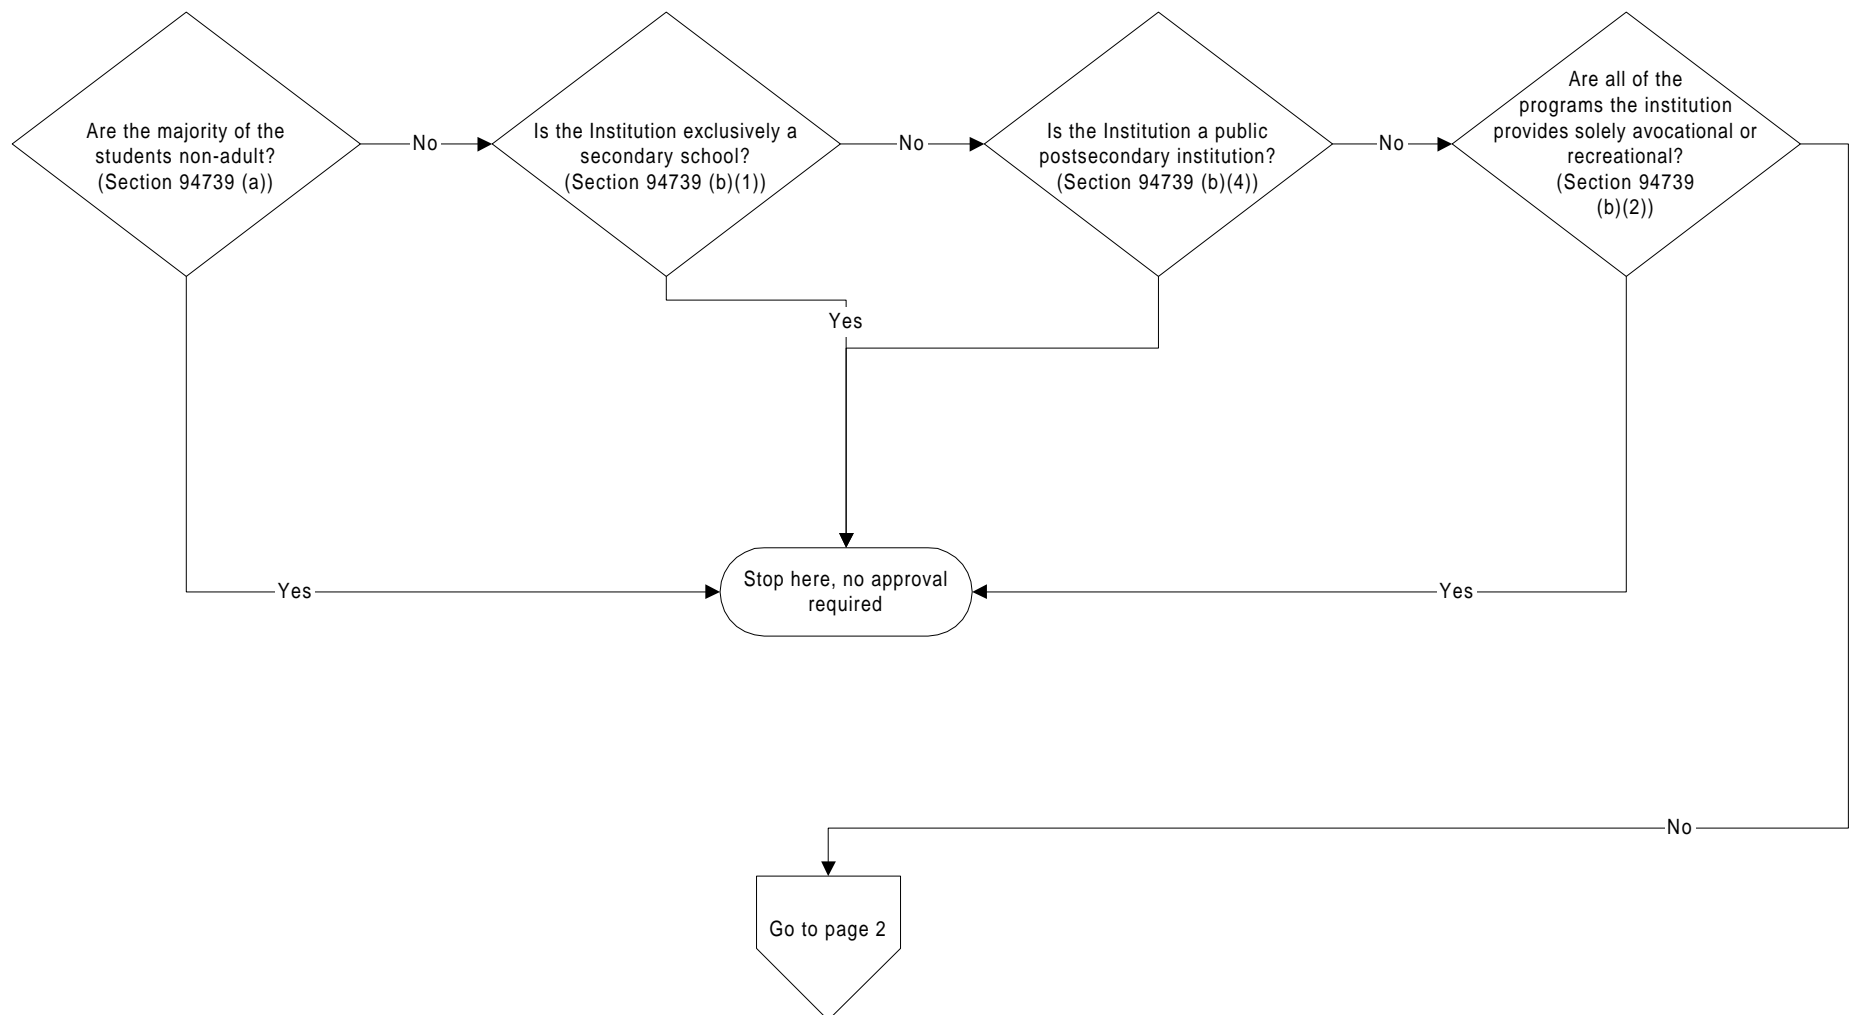 Are the majority of the
students non-adult?
(Section 94739 (a))
No
Is the Institution exclusively a
secondary school?
(Section 94739 (b)(1))
No
Is the Institution a public
postsecondary institution?
(Section 94739 (b)(4))
No
Are all of the
programs the institution
provides solely avocational or
recreational?
(Section 94739
(b)(2))
Yes
Yes
Stop here, no approval
required
Yes
No
Go to page 2